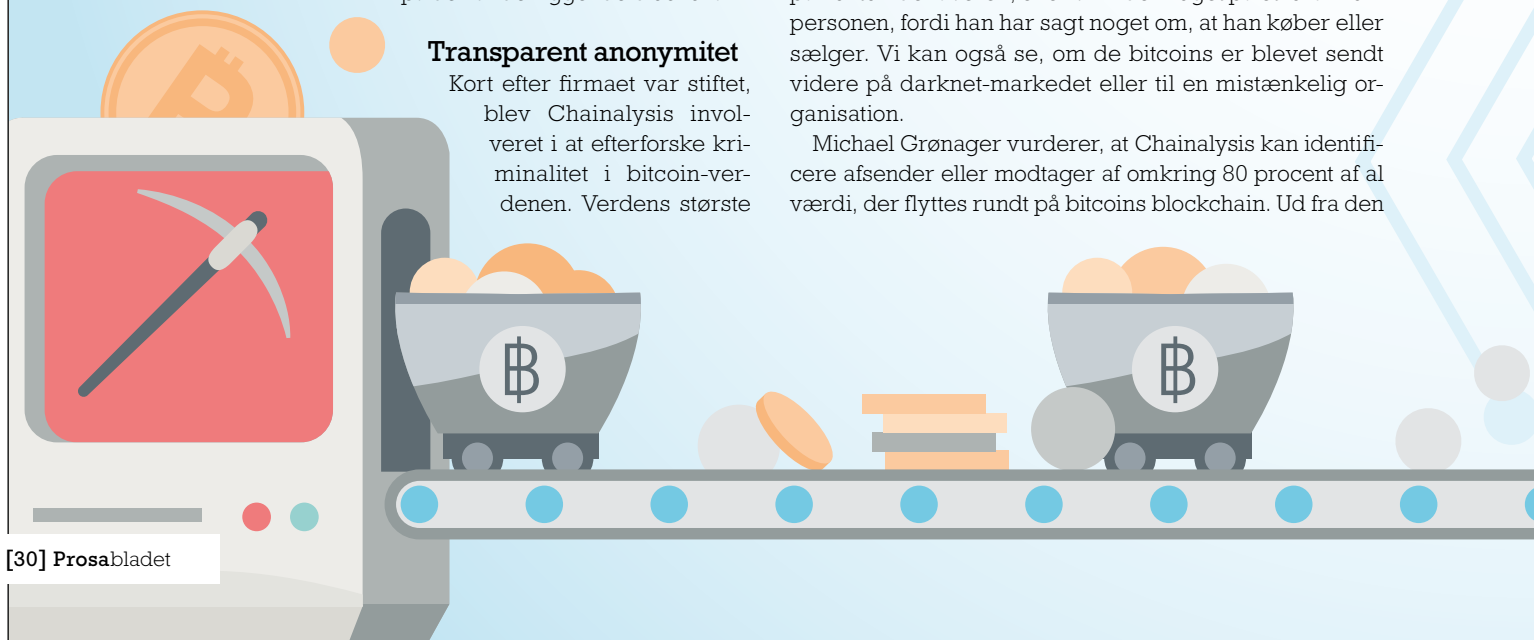 Transparent anonymitet
Kort efter firmaet var stiftet,
blev Chainalysis invol-
veret i at efterforske kri-
minalitet i bitcoin-ver-
denen. Verdens største
personen, fordi han har sagt noget om, at han køber eller
sælger. Vi kan også se, om de bitcoins er blevet sendt
videre på darknet-markedet eller til en mistænkelig or-
ganisation.
Michael Grønager vurderer, at Chainalysis kan identifi-
cere afsender eller modtager af omkring 80 procent af al
værdi, der flyttes rundt på bitcoins blockchain. Ud fra den
[30] Prosabladet